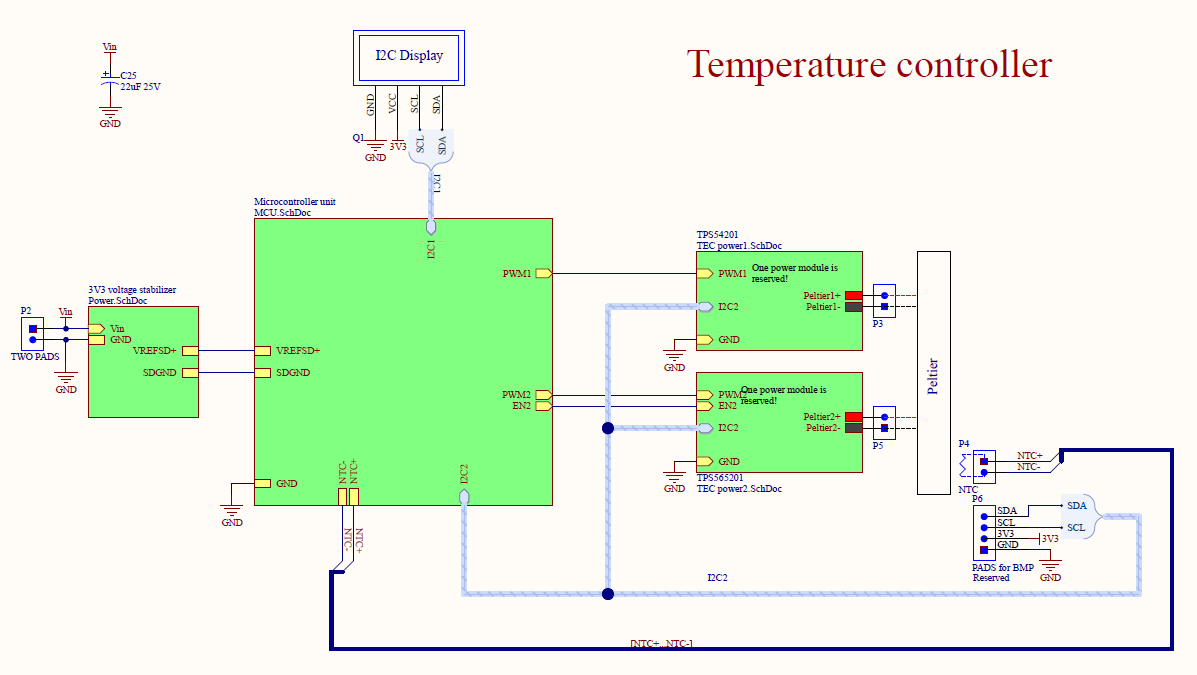 Temperature controller
Vin
C25
22uF 25V
GND
I2C Display
GND
VCC
SCL
SDA
Q1
GND
3V3
SCL
SDA
I2C1
Microcontroller unit
MCU.SchDoc
I2C1
PWM1
VREFSD+
SDGND
PWM2
EN2
GND
NTC-
NTC+
I2C2
GND
NTC-
NTC+
3V3 voltage stabilizer
Power.SchDoc
P2
Vin
TWO PADS
GND
Vin
GND
VREFSD+
SDGND
TPS54201
TEC power1.SchDoc
PWM1
One power module is
reserved!
I2C2
Peltier1+
Peltier1-
GND
GND
P3
PWM2
One power module is
reserved!
EN2
I2C2
Peltier2+
Peltier2-
GND
GND
TPS565201
TEC power2.SchDoc
P5
Peltier
P4
NTC+
NTC-
NTC
P6
SDA
SCL
3V3
GND
3V3
GND
SDA
SCL
PADS for BMP
Reserved
I2C2
[NTC+...NTC-]